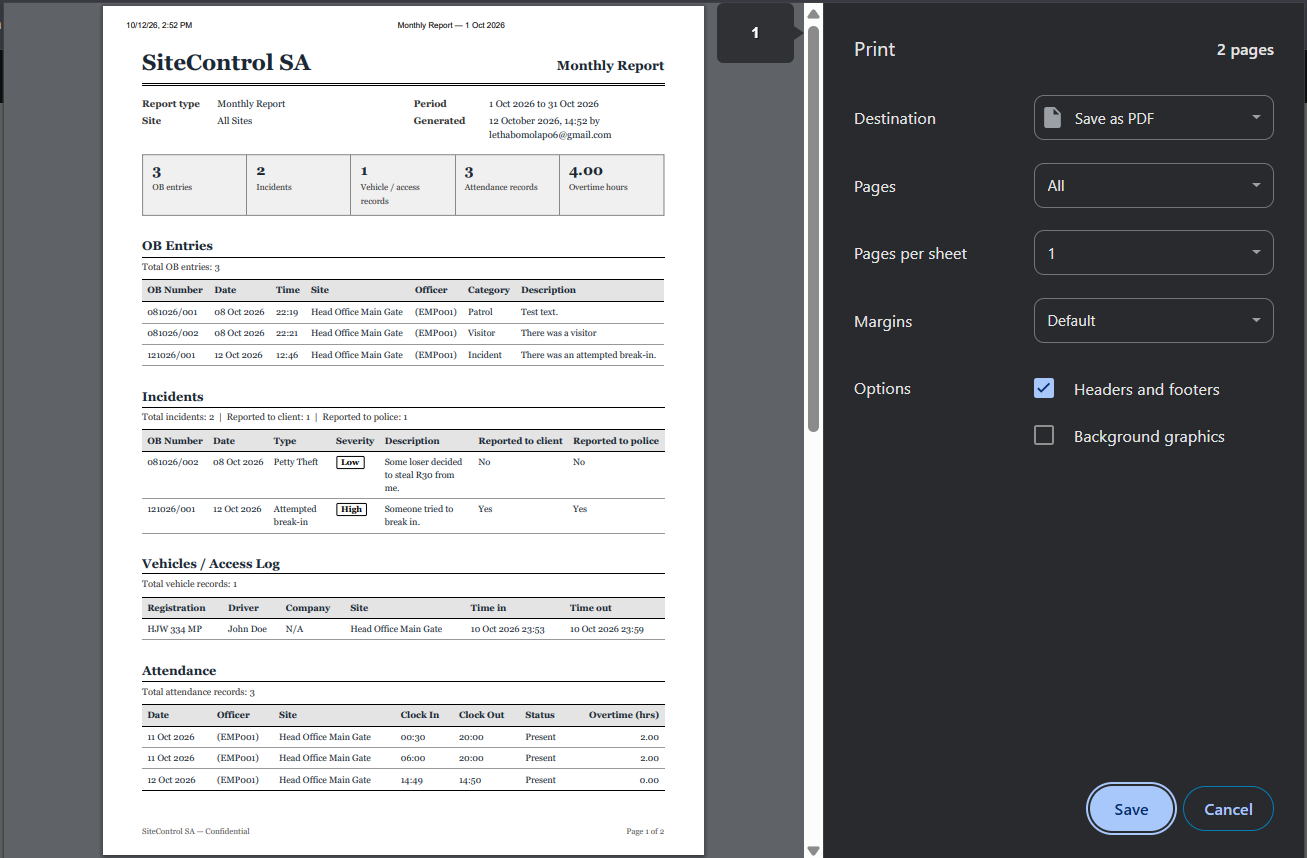 10/12/26, 2:52 PM Monthly Report — 1 Oct 2026
SiteControl SA Monthly Report
Report type Monthly Report Period 1 Oct 2026 to 31 Oct 2026
Site All Sites Generated 12 October 2026, 14:52 by
lethabomolapo6@gmail.com
3 2 1 3 4.00
OB entries Incidents Vehicle / access Attendance records Overtime hours
records
OB Entries
Total OB entries: 3
OB Number Date Time Site Officer Category Description
081026/001 08 Oct 2026 22:19 Head Office Main Gate (EMP001) Patrol Test text.
081026/002 08 Oct 2026 22:21 Head Office Main Gate (EMP001) Visitor There was a visitor
121026/001 12 Oct 2026 12:46 Head Office Main Gate (EMP001) Incident There was an attempted break-in.
Incidents
Total incidents: 2 | Reported to client: 1 | Reported to police: 1
OB Number Date Type Severity Description Reported to client Reported to police
081026/002 08 Oct 2026 Petty Theft Low Some loser decided No No
to steal R30 from
me.
121026/001 12 Oct 2026 Attempted High Someone tried to Yes Yes
break-in break in.
Vehicles / Access Log
Total vehicle records: 1
Registration Driver Company Site Time in Time out
HJW 334 MP John Doe N/A Head Office Main Gate 10 Oct 2026 23:53 10 Oct 2026 23:59
Attendance
Total attendance records: 3
Date Officer Site Clock In Clock Out Status Overtime (hrs)
11 Oct 2026 (EMP001) Head Office Main Gate 00:30 20:00 Present 2.00
11 Oct 2026 (EMP001) Head Office Main Gate 06:00 20:00 Present 2.00
12 Oct 2026 (EMP001) Head Office Main Gate 14:49 14:50 Present 0.00
SiteControl SA — Confidential Page 1 of 2
1
Print 2 pages
Destination Save as PDF
Pages All
Pages per sheet 1
Margins Default
Options Headers and footers
Background graphics
Save Cancel